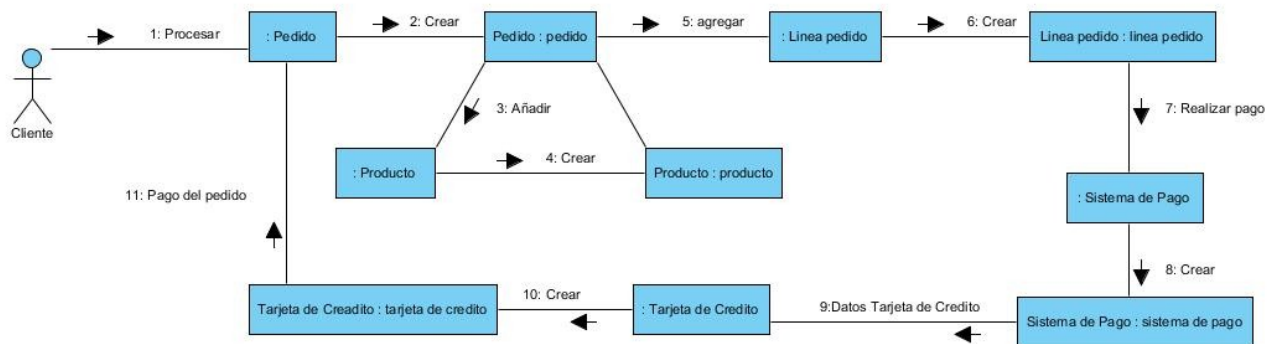 1: Procesar
: Pedido
2: Crear
Pedido : pedido
5: agregar
: Linea pedido
6: Crear
Linea pedido : linea pedido
Cliente
3: Añadir
7: Realizar pago
: Producto
4: Crear
Producto : producto
11: Pago del pedido
: Sistema de Pago
8: Crear
Tarjeta de Creadito : tarjeta de credito
10: Crear
: Tarjeta de Credito
9:Datos Tarjeta de Credito
Sistema de Pago : sistema de pago